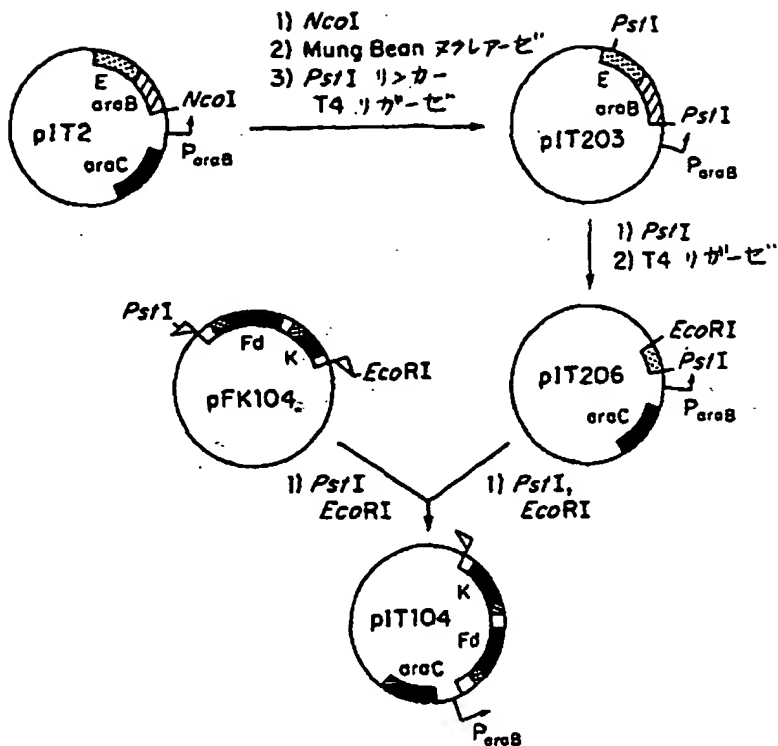 1) NcoI
2) Mung Bean ヌクレアーゼ
3) PstI リンカー
T4 リガーゼ
E
araB
NcoI
pIT2
ParaB
araC
PstI
E
araB
PstI
pIT203
ParaB
1) PstI
2) T4 リガーゼ
PstI
Fd
K
EcoRI
pFK104
EcoRI
PstI
pIT206
ParaB
araC
1) PstI
EcoRI
1) PstI,
EcoRI
K
pIT104
Fd
araC
ParaB